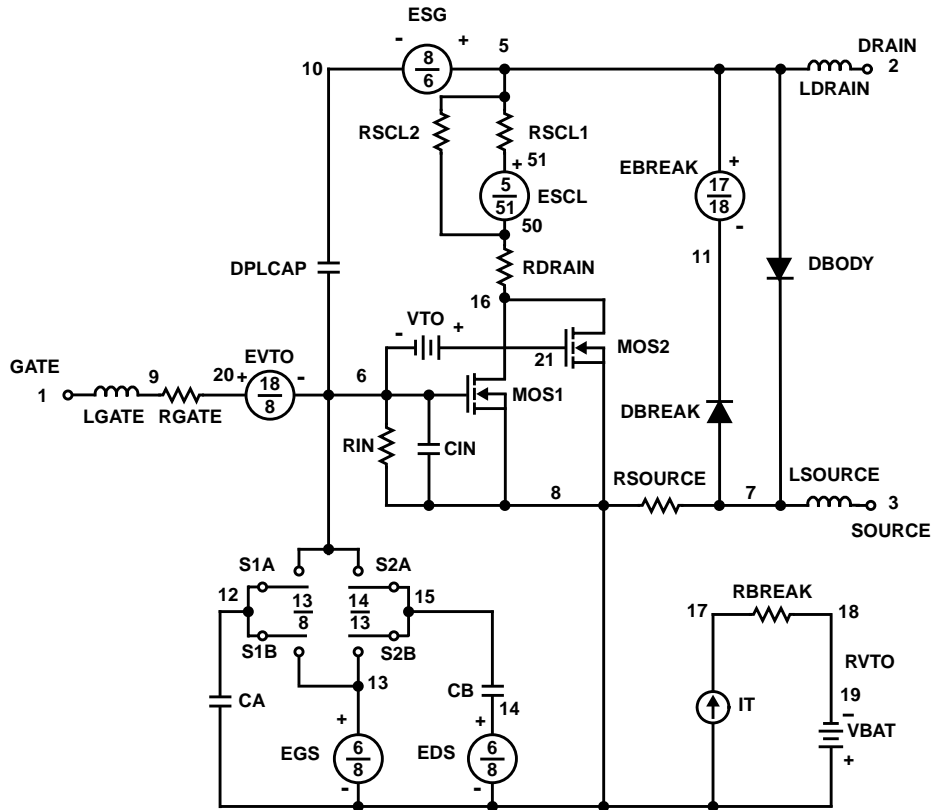 ESG
- +
5
DRAIN
2
10
8
6
LDRAIN
RSCL2
RSCL1
+ 51
EBREAK
+
17
18
-
5
51
ESCL
50
11
DBODY
DPLCAP
RDRAIN
16
- VTO +
MOS2
21
GATE
1
9
20
EVTO
+ -
18
8
6
MOS1
DBREAK
LGATE
RGATE
RIN
CIN
RSOURCE
LSOURCE
8
7
3
SOURCE
S1A
S2A
12
13
8
14
13
15
S1B
S2B
13
RBREAK
17
18
RVTO
19
CA
CB
14
IT
-
VBAT
+
+
EGS
6
8
-
+
EDS
6
8
-